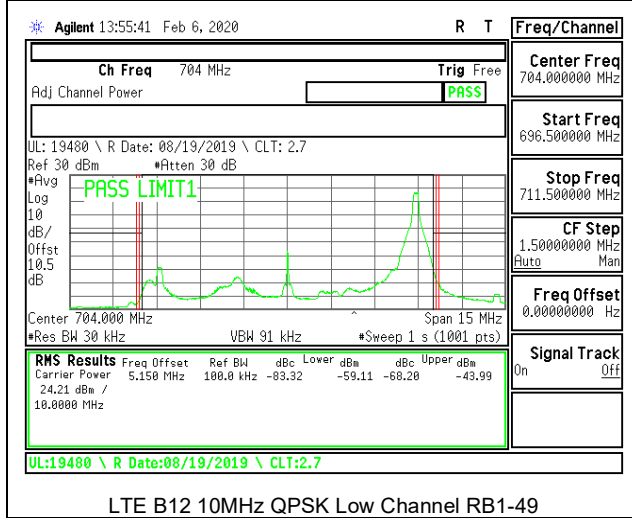 Agilent 13:55:41 Feb 6, 2020 R T
Ch Freq 704 MHz Trig Free
Adj Channel Power PASS
UL: 19480 \ R Date: 08/19/2019 \ CLT: 2.7
Ref 30 dBm #Atten 30 dB
#Avg
Log
10
dB/
Offst
10.5
dB
PASS LIMIT1
Center 704.000 MHz Span 15 MHz
#Res BW 30 kHz VBW 91 kHz #Sweep 1 s (1001 pts)
RMS Results Freq Offset Ref BW dBc Lower dBm dBc Upper dBm
Carrier Power 5.150 MHz 100.0 kHz -83.32 -59.11 -68.20 -43.99
24.21 dBm /
10.0000 MHz
UL:19480 \ R Date:08/19/2019 \ CLT:2.7
Freq/Channel
Center Freq
704.000000 MHz
Start Freq
696.500000 MHz
Stop Freq
711.500000 MHz
CF Step
1.50000000 MHz
Auto Man
Freq Offset
0.00000000 Hz
Signal Track
On Off
LTE B12 10MHz QPSK Low Channel RB1-49